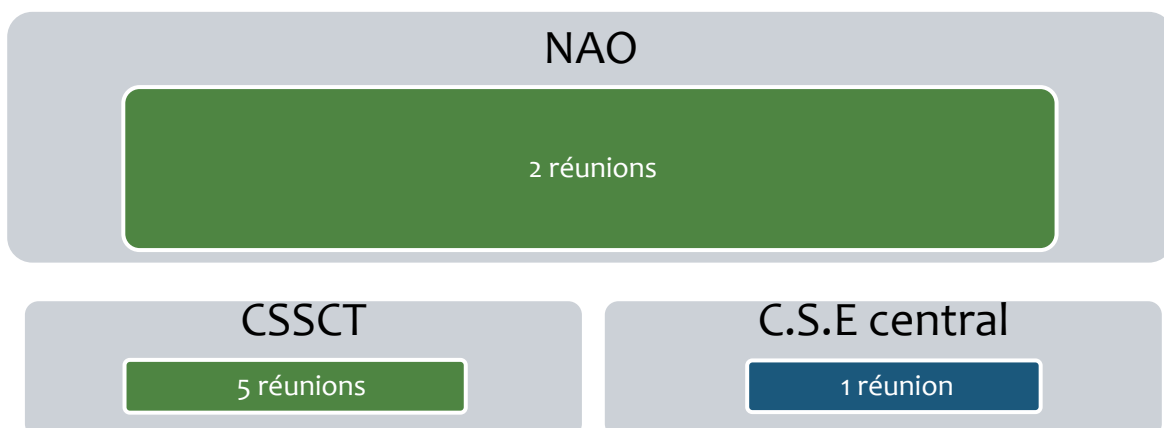 NAO
2 réunions
CSSCT
5 réunions
C.S.E central
1 réunion